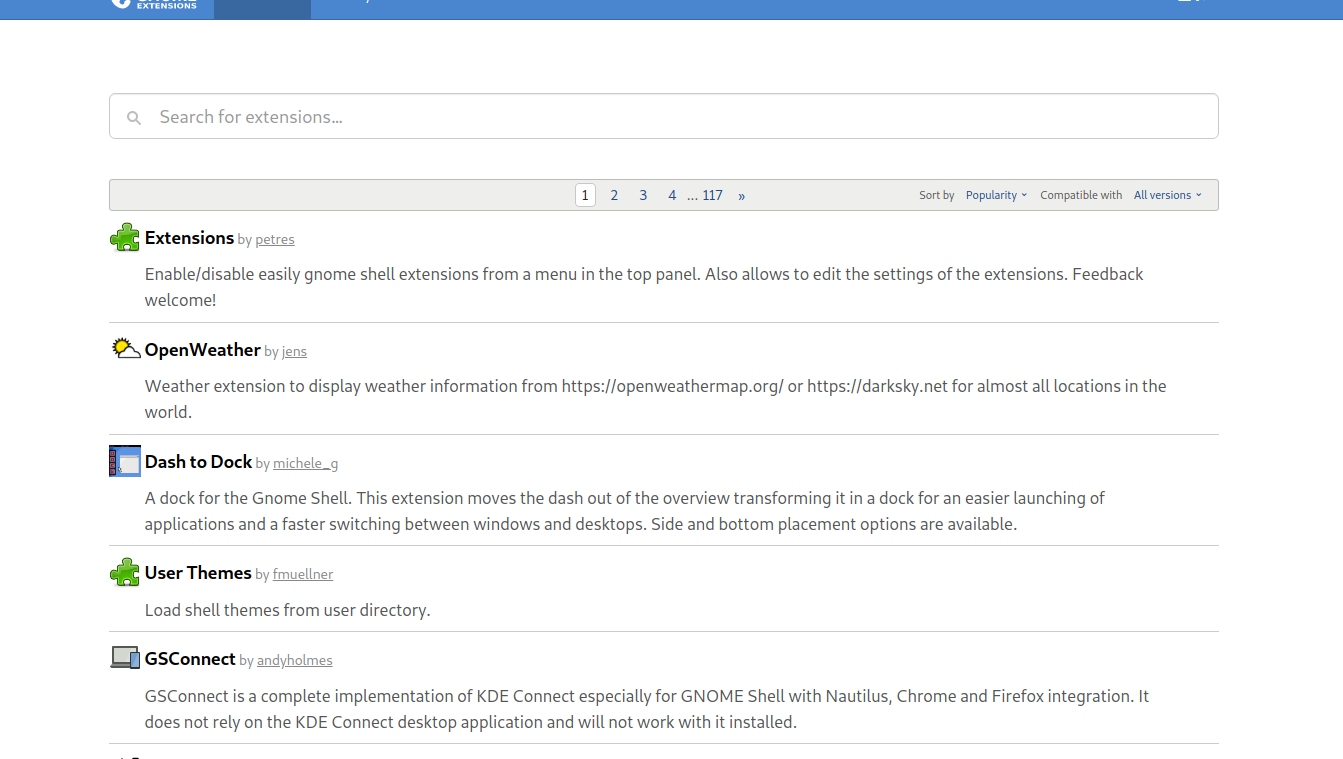 EXTENSIONS
Search for extensions...
1 2 3 4 ... 117 » Sort by Popularity Compatible with All versions
Extensions by petres
Enable/disable easily gnome shell extensions from a menu in the top panel. Also allows to edit the settings of the extensions. Feedback
welcome!
OpenWeather by jens
Weather extension to display weather information from https://openweathermap.org/ or https://darksky.net for almost all locations in the
world.
Dash to Dock by michele_g
A dock for the Gnome Shell. This extension moves the dash out of the overview transforming it in a dock for an easier launching of
applications and a faster switching between windows and desktops. Side and bottom placement options are available.
User Themes by fmuellner
Load shell themes from user directory.
GSConnect by andyholmes
GSConnect is a complete implementation of KDE Connect especially for GNOME Shell with Nautilus, Chrome and Firefox integration. It
does not rely on the KDE Connect desktop application and will not work with it installed.